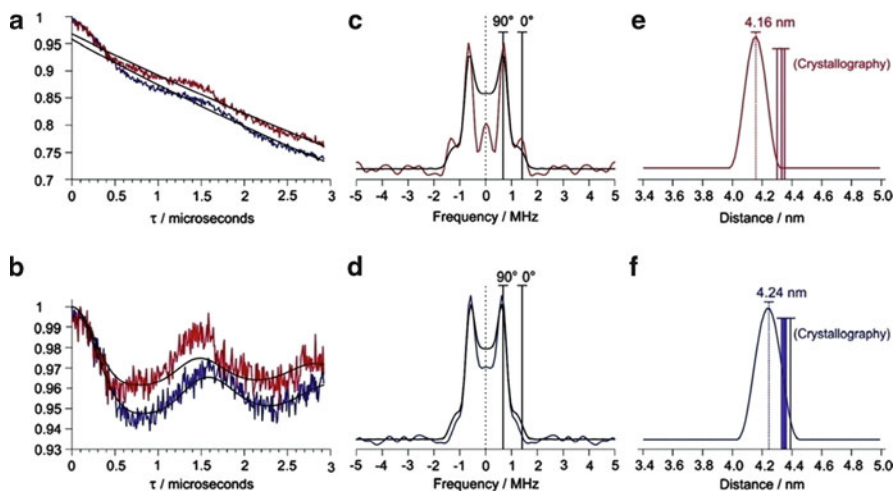 a
1
0.95
0.9
0.85
0.8
0.75
0.7
0 0.5 1 1.5 2 2.5 3
τ / microseconds
c
90° 0°
-5 -4 -3 -2 -1 0 1 2 3 4 5
Frequency / MHz
e
4.16 nm
(Crystallography)
3.4 3.6 3.8 4.0 4.2 4.4 4.6 4.8 5.0
Distance / nm
b
1
0.99
0.98
0.97
0.96
0.95
0.94
0.93
0 0.5 1 1.5 2 2.5 3
τ / microseconds
d
90° 0°
-5 -4 -3 -2 -1 0 1 2 3 4 5
Frequency / MHz
f
4.24 nm
(Crystallography)
3.4 3.6 3.8 4.0 4.2 4.4 4.6 4.8 5.0
Distance / nm